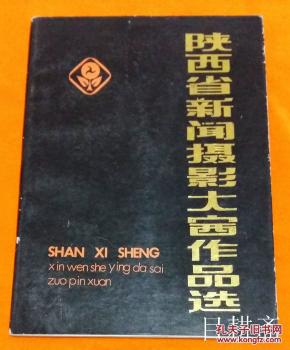 陕西省新闻摄影大赛作品选
SHAN XI SHENG
xin wen she ying da sai
zuo pin xuan
孔夫子旧书网